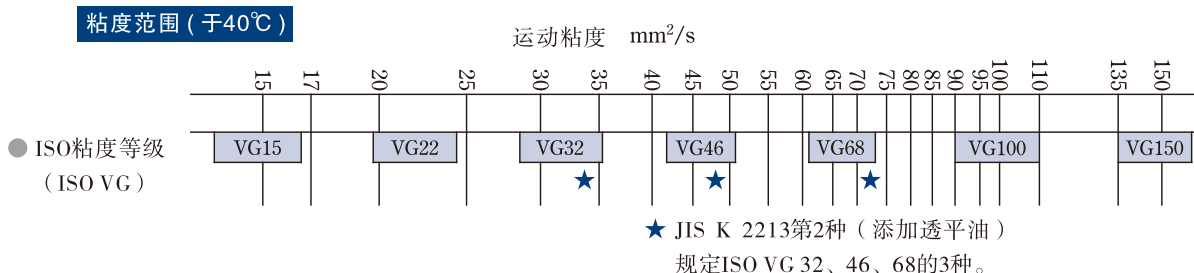 粘度范围（于40℃）
运动粘度 mm²/s
15 17 20 25 30 35 40 45 50 55 60 65 70 75 80 85 90 95 100 110 135 150
● ISO粘度等级 VG15 VG22 VG32 VG46 VG68 VG100 VG150
（ISO VG）
★ JIS K 2213第2种（添加透平油）
规定ISO VG 32、46、68的3种。